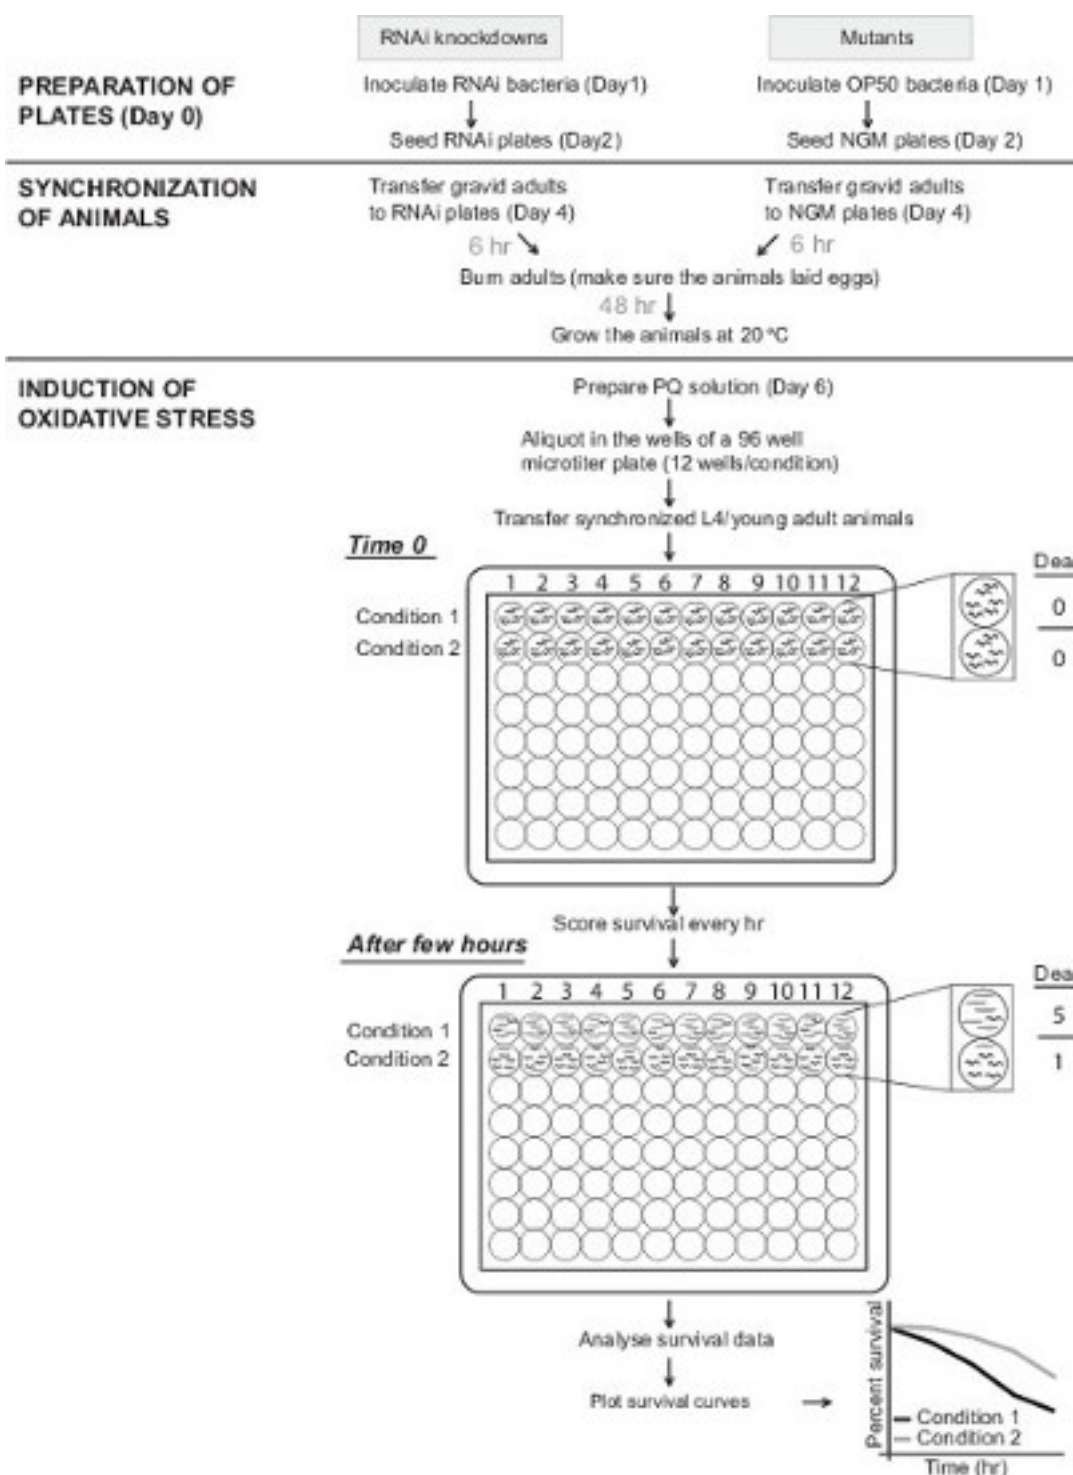 RNAi knockdowns
Mutants
PREPARATION OF
PLATES (Day 0)
Inoculate RNAi bacteria (Day1)
Inoculate OP50 bacteria (Day 1)
Seed RNAi plates (Day2)
Seed NGM plates (Day 2)
SYNCHRONIZATION
OF ANIMALS
Transfer gravid adults
to RNAi plates (Day 4)
Transfer gravid adults
to NGM plates (Day 4)
6 hr
6 hr
Burn adults (make sure the animals laid eggs)
48 hr
Grow the animals at 20 °C
INDUCTION OF
OXIDATIVE STRESS
Prepare PQ solution (Day 6)
Aliquot in the wells of a 96 well
microtiter plate (12 wells/condition)
Transfer synchronized L4/young adult animals
Time 0
Dea
1 2 3 4 5 6 7 8 9 10 11 12
Condition 1
0
Condition 2
0
Score survival every hr
After few hours
Dea
1 2 3 4 5 6 7 8 9 10 11 12
Condition 1
5
Condition 2
1
Analyse survival data
Plot survival curves
Percent survival
Condition 1
Condition 2
Time (hr)